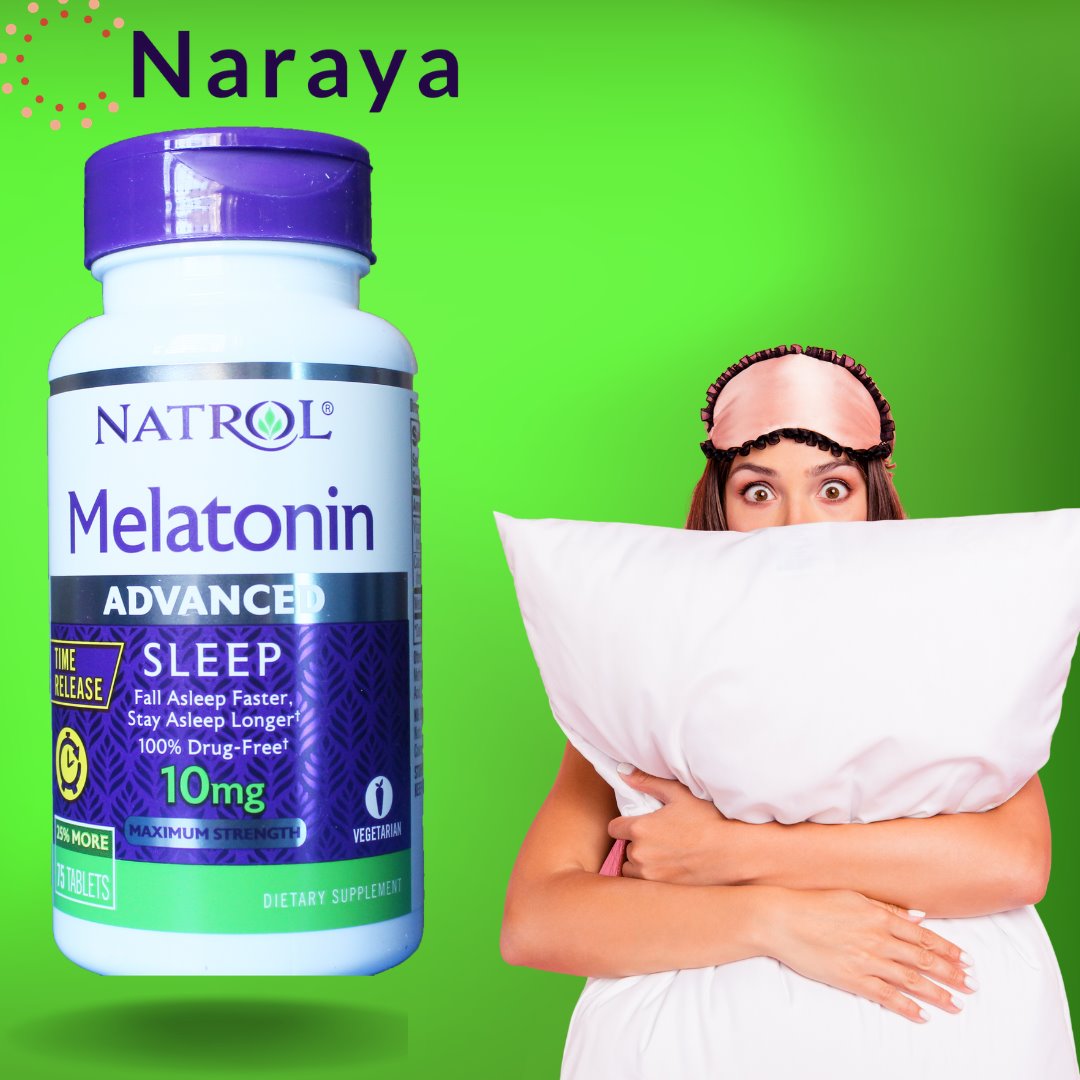 Naraya
NATROL®
Melatonin
ADVANCED
TIME
RELEASE
SLEEP
Fall Asleep Faster,
Stay Asleep Longer†
100% Drug-Free†
10mg
MAXIMUM STRENGTH
VEGETARIAN
25% MORE
75 TABLETS
DIETARY SUPPLEMENT